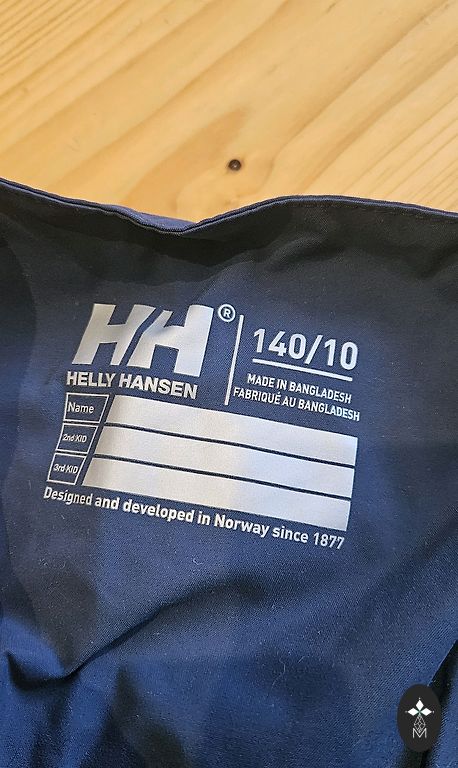 HH®
HELLY HANSEN
140/10
MADE IN BANGLADESH
FABRIQUÉ AU BANGLADESH
Name
2nd KID
3rd KID
Designed and developed in Norway since 1877
M